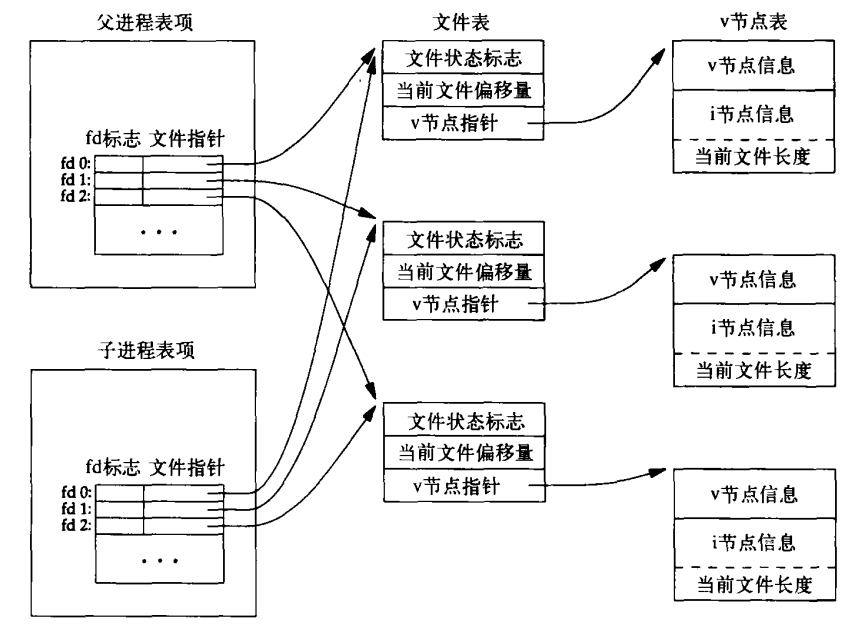 父进程表项
fd标志 文件指针
fd 0:
fd 1:
fd 2:
· · ·
子进程表项
fd标志 文件指针
fd 0:
fd 1:
fd 2:
· · ·
文件表
文件状态标志
当前文件偏移量
v节点指针
文件状态标志
当前文件偏移量
v节点指针
文件状态标志
当前文件偏移量
v节点指针
v节点表
v节点信息
i节点信息
当前文件长度
v节点信息
i节点信息
当前文件长度
v节点信息
i节点信息
当前文件长度